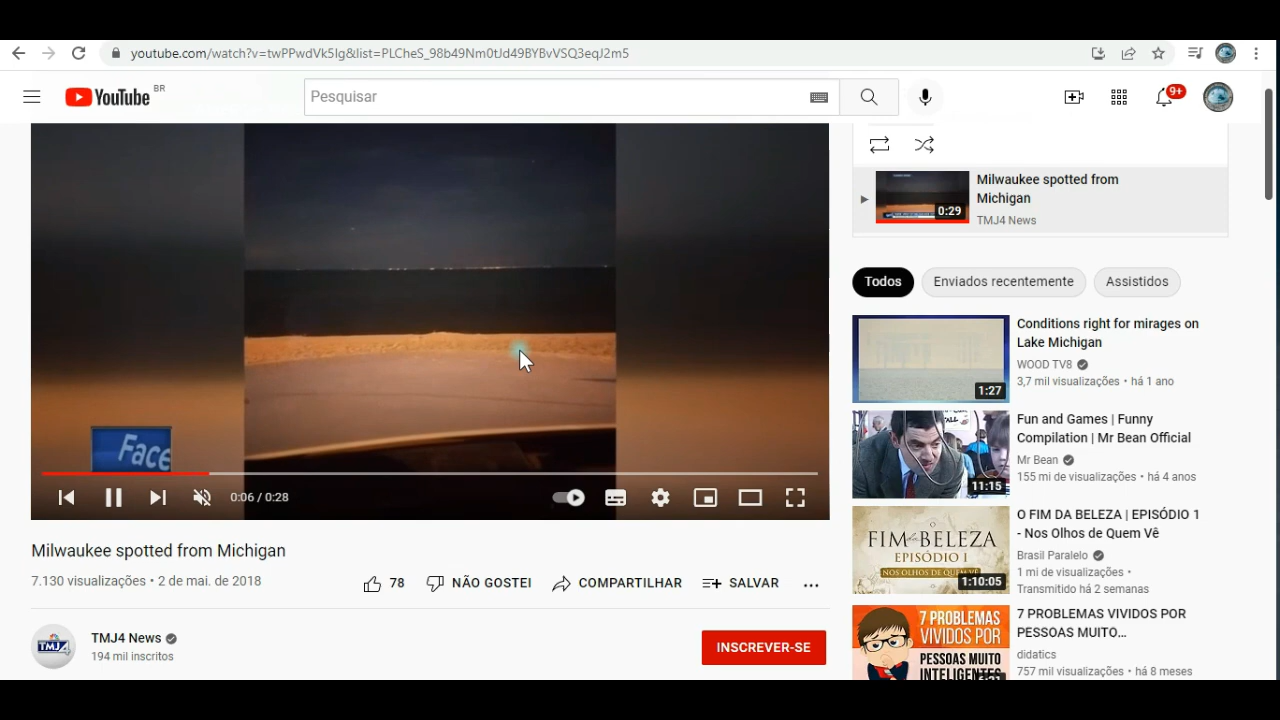 youtube.com/watch?v=twPPwdVk5Ig&list=PLCheS_98b49Nm0tJd49BYBvVSQ3eqJ2m5
YouTube BR
Pesquisar
9+
Milwaukee spotted from
Michigan
TMJ4 News
0:29
Todos
Enviados recentemente
Assistidos
Conditions right for mirages on
Lake Michigan
WOOD TV8
3,7 mil visualizações • há 1 ano
1:27
Fun and Games | Funny
Compilation | Mr Bean Official
Mr Bean
155 mi de visualizações • há 4 anos
11:15
Face
0:06 / 0:28
O FIM DA BELEZA | EPISÓDIO 1
- Nos Olhos de Quem Vê
Brasil Paralelo
1 mi de visualizações •
Transmitido há 2 semanas
O
FIM da BELEZA
EPISÓDIO 1
NOS OLHOS DE QUEM VÊ
1:10:05
Milwaukee spotted from Michigan
7.130 visualizações • 2 de mai. de 2018
78
NÃO GOSTEI
COMPARTILHAR
SALVAR
7 PROBLEMAS VIVIDOS POR
PESSOAS MUITO...
didatics
757 mil visualizações • há 8 meses
7 PROBLEMAS
VIVIDOS POR
PESSOAS MUITO
INTELIGENTES
TMJ4
TMJ4 News
194 mil inscritos
INSCREVER-SE